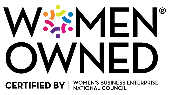 WOMEN®
OWNED
CERTIFIED BY | WOMEN'S BUSINESS ENTERPRISE
NATIONAL COUNCIL